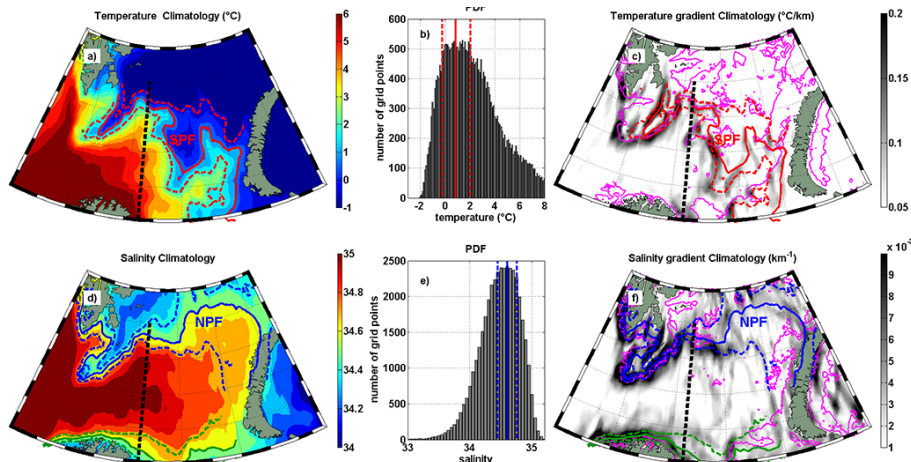 Temperature Climatology (°C)
a)
SPF
6
5
4
3
2
1
0
-1
PDF
b)
number of grid points
600
500
400
300
200
100
0
-2 0 2 4 6 8
temperature (°C)
Temperature gradient Climatology (°C/km)
c)
SPF
0.2
0.15
0.1
0.05
Salinity Climatology
d)
NPF
35
34.8
34.6
34.4
34.2
34
PDF
e)
number of grid points
2500
2000
1500
1000
500
0
33 34 35
salinity
Salinity gradient Climatology (km-1)
f)
NPF
10
9
8
7
6
5
4
3
2
1